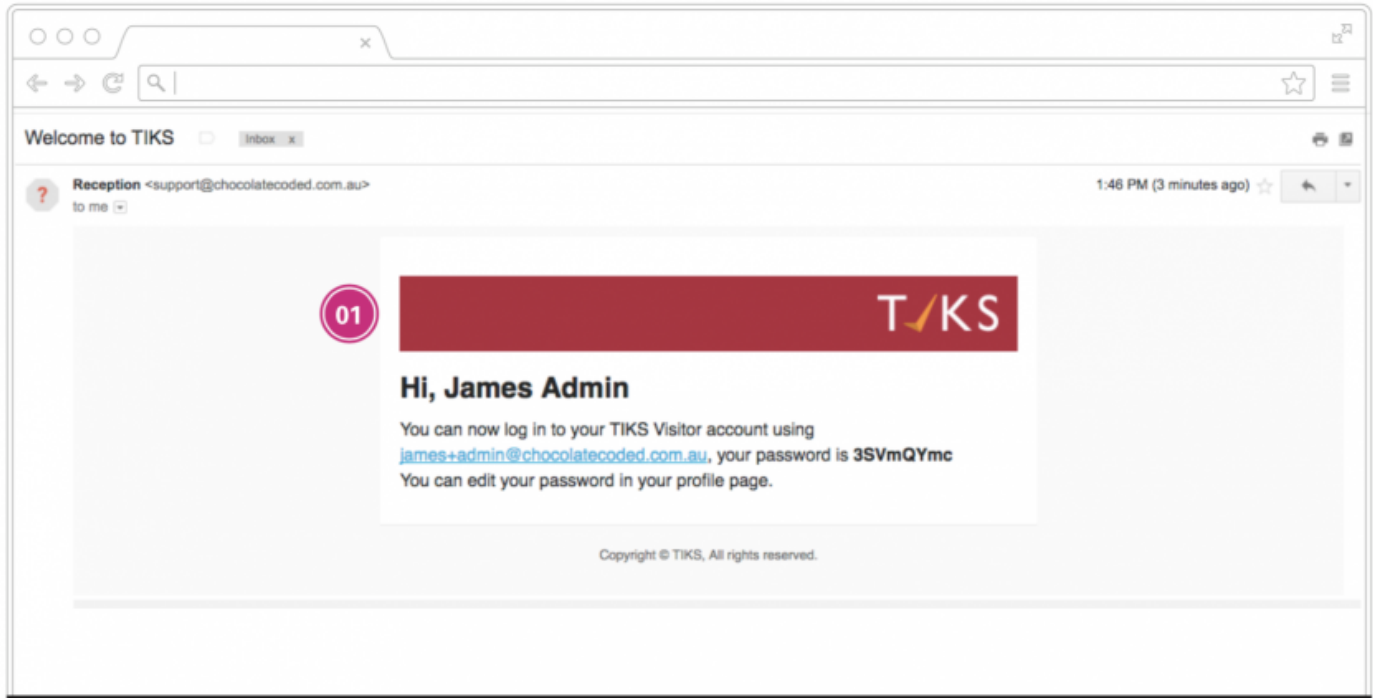 Welcome to TIKS Inbox x
Reception <support@chocolatecoded.com.au> 1:46 PM (3 minutes ago)
to me
01
TIKS
Hi, James Admin
You can now log in to your TIKS Visitor account using
james+admin@chocolatecoded.com.au, your password is 3SVmQYmc
You can edit your password in your profile page.
Copyright © TIKS, All rights reserved.